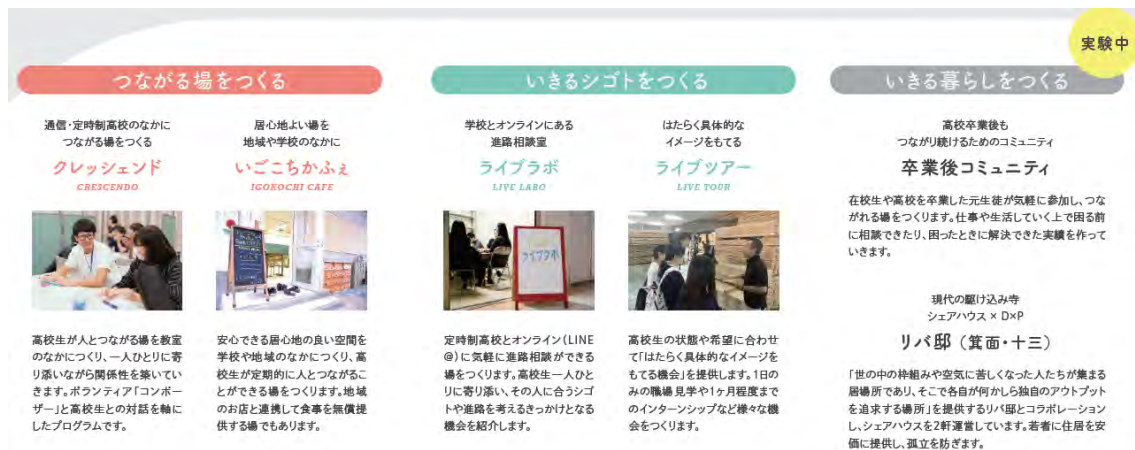 実験中
つながる場をつくる
通信・定時制高校のなかに
つながる場をつくる
クレッシェンド
CRE3CENDO
高校生が人とつながる場を教室
のなかにつくり、一人ひとりに寄
り添いながら関係性を築いてい
きます。ボランティア「コンポー
ザー」と高校生との対話を軸に
したプログラムです。
居心地よい場を
地域や学校のなかに
いごこちかふぇ
IGOKOCHI CAFE
安心できる居心地の良い空間を
学校や地域のなかにつくり、高
校生が定期的に人とつながるこ
とができる場をつくります。地域
のお店と連携して食事を無償提
供する場でもあります。
いきるシゴトをつくる
学校とオンラインにある
進路相談室
ライブラボ
LIVE LABO
ライブラボ
定時制高校とオンライン(LINE
@)に気軽に進路相談ができる
場をつくります。高校生一人ひと
りに寄り添い、その人に合うシゴ
トや進路を考えるきっかけとなる
機会を紹介します。
はたらく具体的な
イメージをもてる
ライブツアー
LIVE TOUR
高校生の状態や希望に合わせ
て「はたらく具体的なイメージを
もてる機会」を提供します。1日の
みの職場見学や1ヶ月程度まで
のインターンシップなど様々な機
会をつくります。
いきる暮らしをつくる
高校卒業後も
つながり続けるためのコミュニティ
卒業後コミュニティ
在校生や高校を卒業した元生徒が気軽に参加し、つな
がれる場をつくります。仕事や生活していく上で困る前
に相談できたり、困ったときに解決できた実績を作って
いきます。
現代の駆け込み寺
シェアハウス × D×P
リバ邸（箕面・十三）
「世の中の枠組みや空気に苦しくなった人たちが集まる
居場所であり、そこで各自が何かしら独自のアウトプット
を追求する場所」を提供するリバ邸とコラボレーション
し、シェアハウスを2軒運営しています。若者に住居を安
価に提供し、孤立を防ぎます。